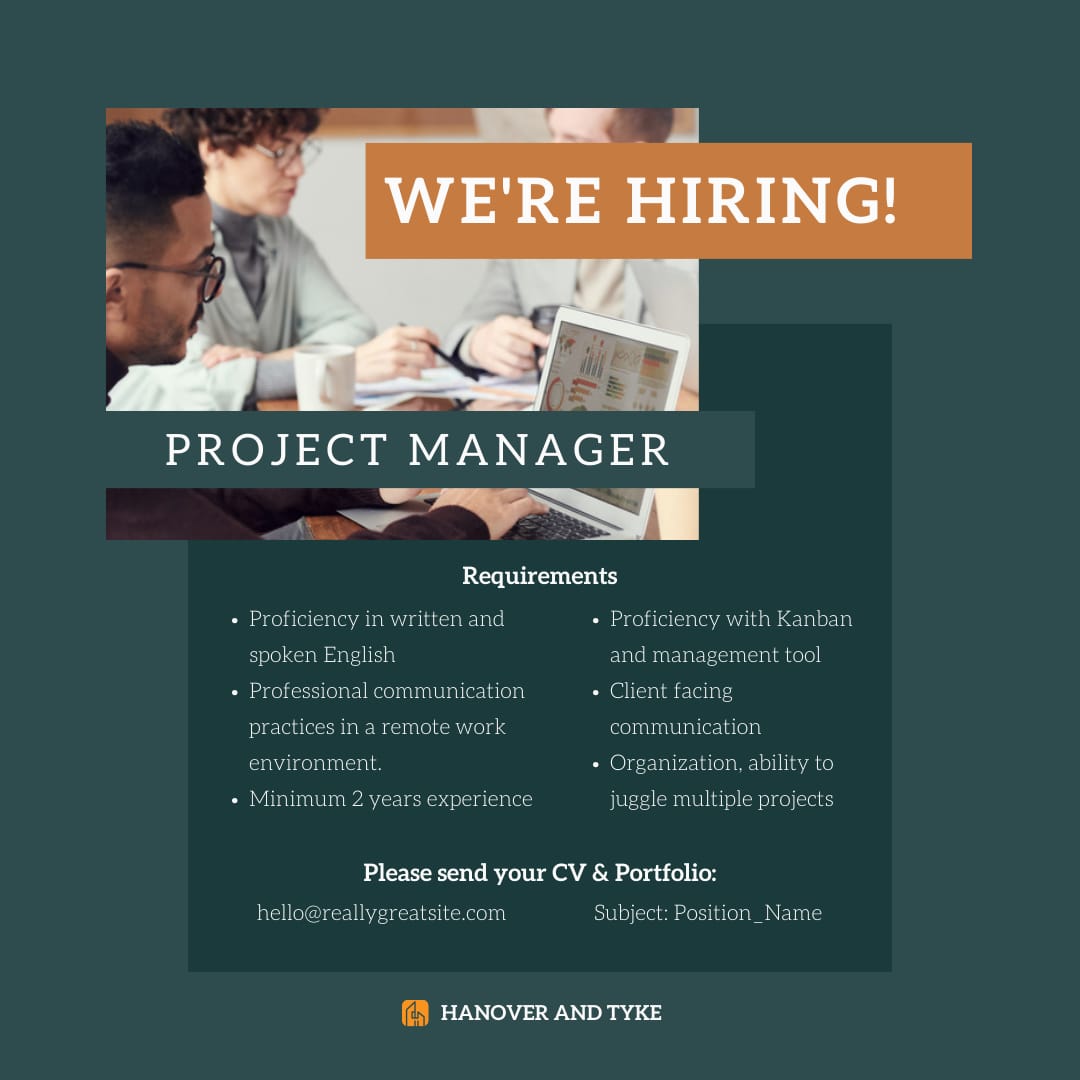 WE'RE HIRING!
PROJECT MANAGER
Requirements
• Proficiency in written and
spoken English
• Professional communication
practices in a remote work
environment.
• Minimum 2 years experience
• Proficiency with Kanban
and management tool
• Client facing
communication
• Organization, ability to
juggle multiple projects
Please send your CV & Portfolio:
hello@reallygreatsite.com
Subject: Position_Name
HANOVER AND TYKE